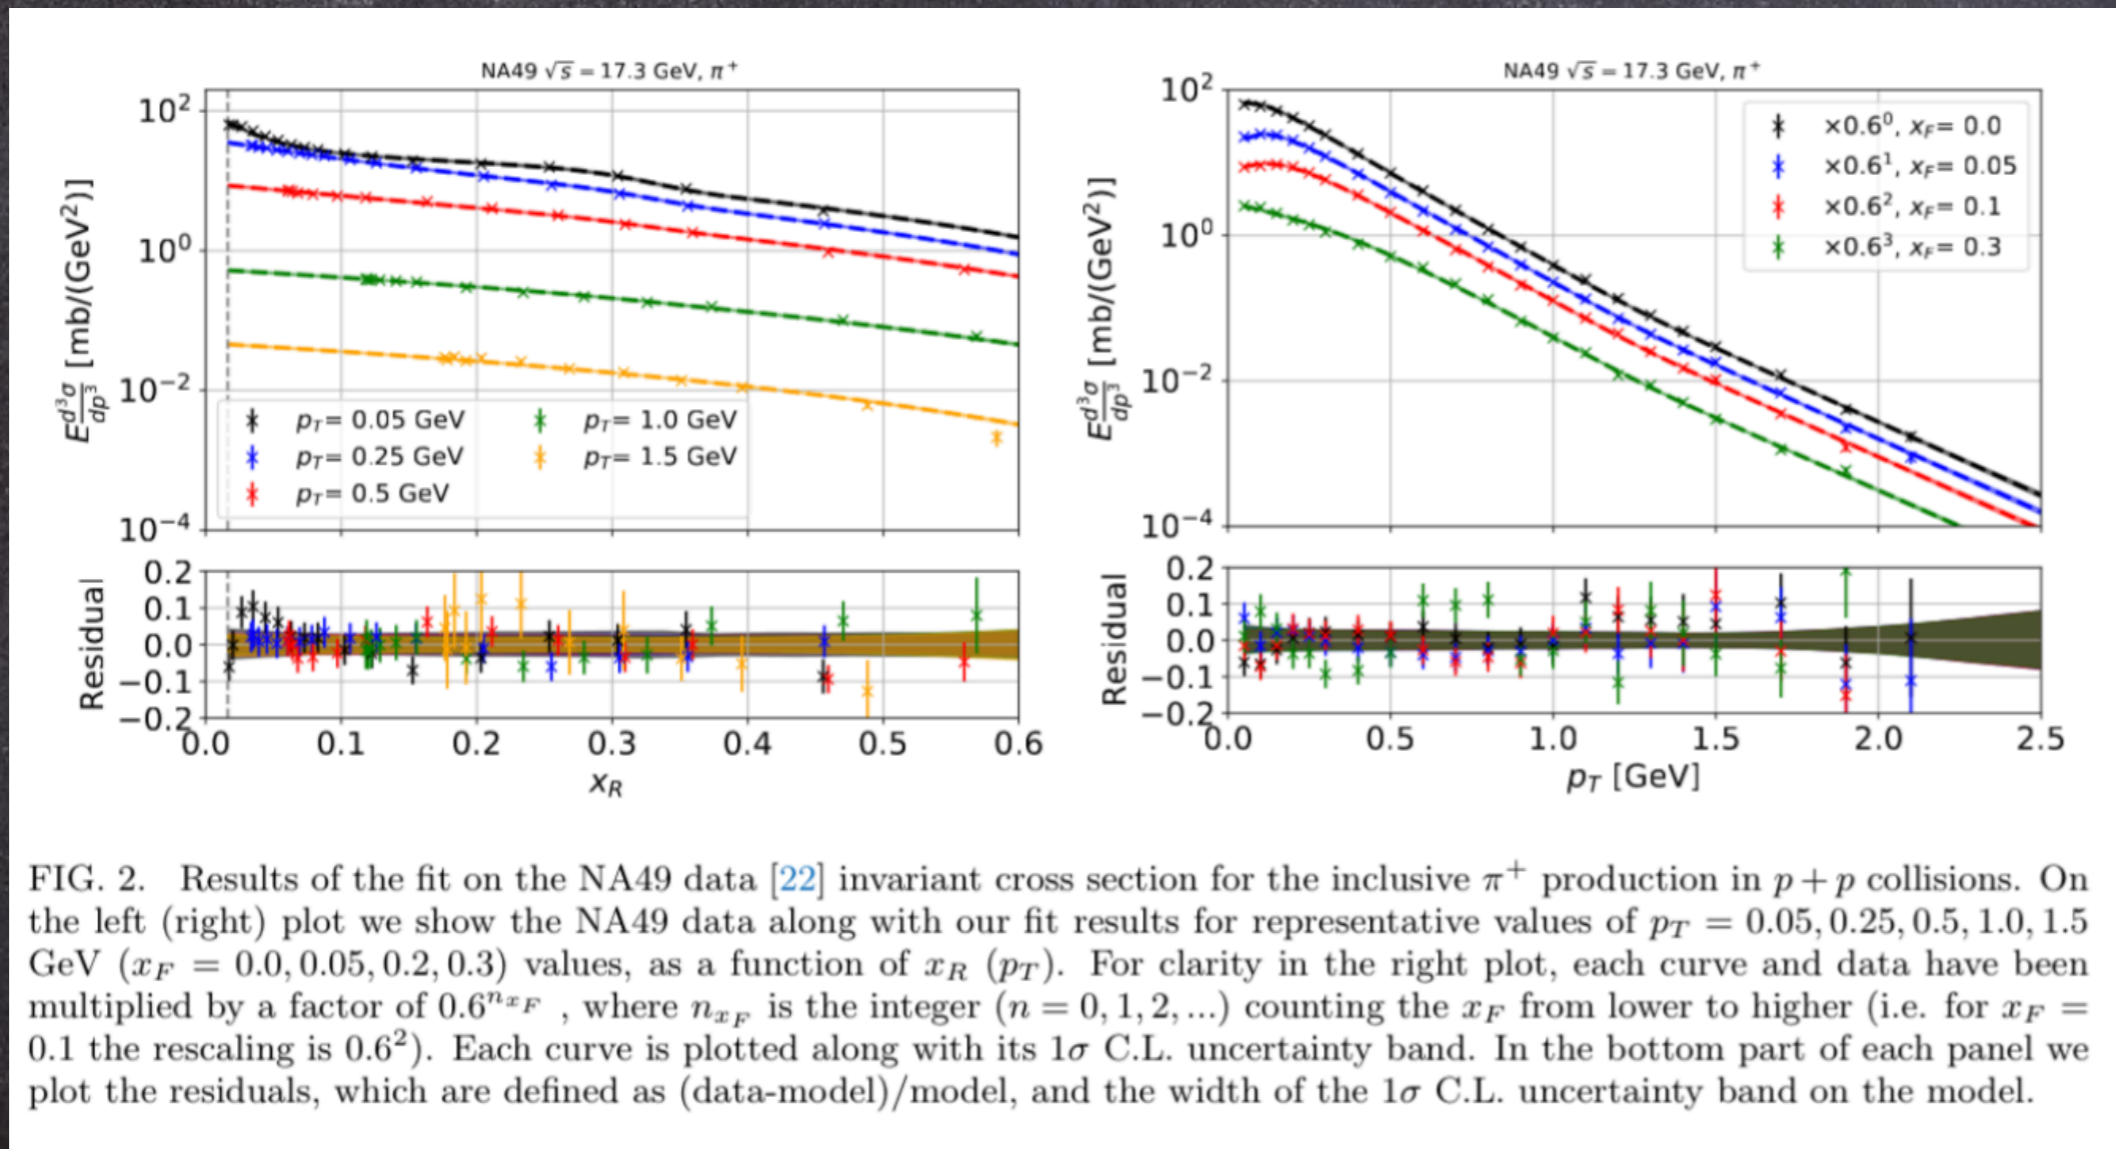 NA49 √s = 17.3 GeV, π⁺
10²
10⁰
10⁻²
10⁻⁴
E d³σ/dp³ [mb/(GeV²)]
p_T= 0.05 GeV
p_T= 0.25 GeV
p_T= 0.5 GeV
p_T= 1.0 GeV
p_T= 1.5 GeV
0.2
0.1
0.0
−0.1
−0.2
Residual
0.0 0.1 0.2 0.3 0.4 0.5 0.6
x_R
NA49 √s = 17.3 GeV, π⁺
10²
10⁰
10⁻²
10⁻⁴
E d³σ/dp³ [mb/(GeV²)]
×0.6⁰, x_F= 0.0
×0.6¹, x_F= 0.05
×0.6², x_F= 0.1
×0.6³, x_F= 0.3
0.2
0.1
0.0
−0.1
−0.2
Residual
0.0 0.5 1.0 1.5 2.0 2.5
p_T [GeV]
FIG. 2. Results of the fit on the NA49 data [22] invariant cross section for the inclusive π⁺ production in p + p collisions. On
the left (right) plot we show the NA49 data along with our fit results for representative values of p_T = 0.05, 0.25, 0.5, 1.0, 1.5
GeV (x_F = 0.0, 0.05, 0.2, 0.3) values, as a function of x_R (p_T). For clarity in the right plot, each curve and data have been
multiplied by a factor of 0.6^{n_{x_F}} , where n_{x_F} is the integer (n = 0, 1, 2, ...) counting the x_F from lower to higher (i.e. for x_F =
0.1 the rescaling is 0.6²). Each curve is plotted along with its 1σ C.L. uncertainty band. In the bottom part of each panel we
plot the residuals, which are defined as (data-model)/model, and the width of the 1σ C.L. uncertainty band on the model.